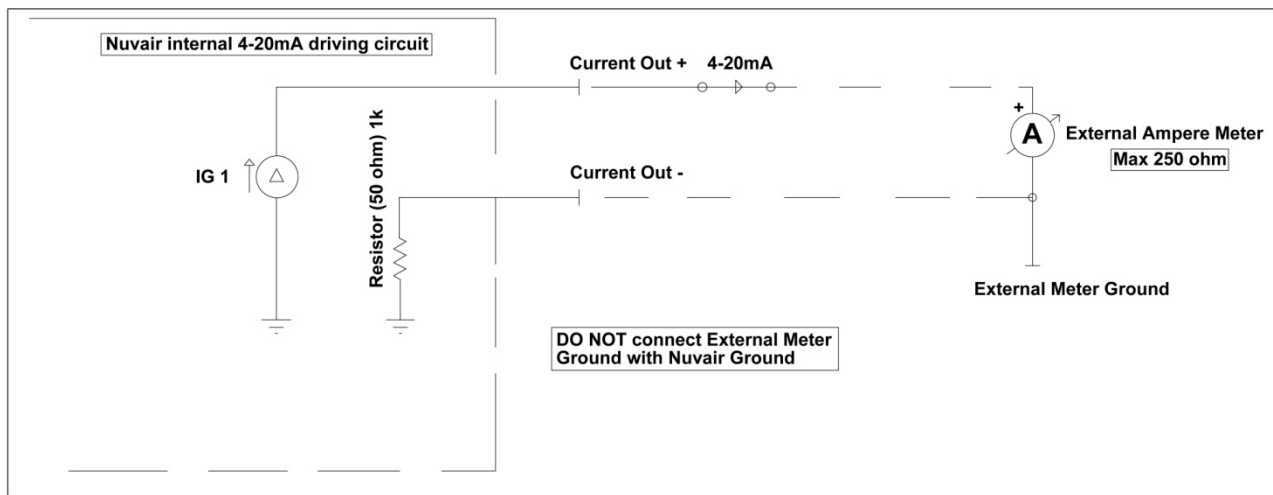 Nuvair internal 4-20mA driving circuit
Current Out + 4-20mA
+
A
External Ampere Meter
Max 250 ohm
IG 1
Resistor (50 ohm) 1k
Current Out -
External Meter Ground
DO NOT connect External Meter
Ground with Nuvair Ground